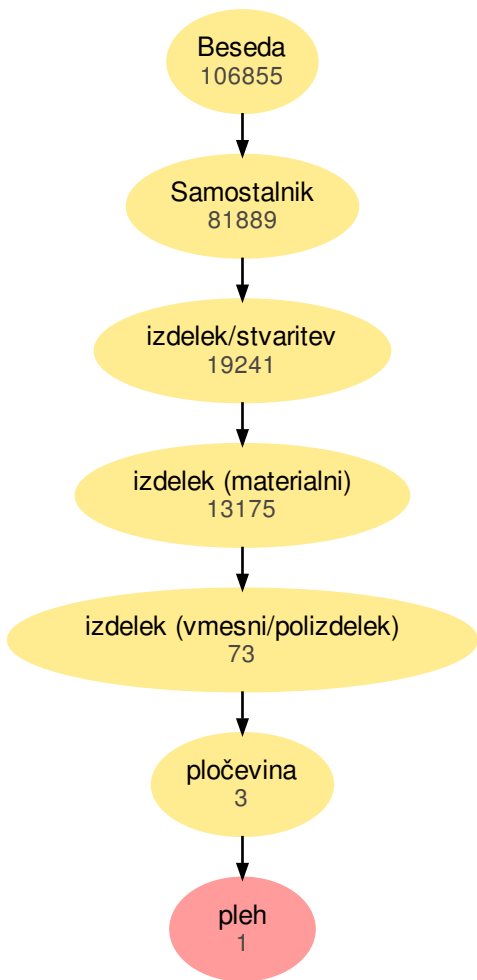 Beseda
106855
Samostalnik
81889
izdelek/stvaritev
19241
izdelek (materialni)
13175
izdelek (vmesni/polizdelek)
73
pločevina
3
pleh
1